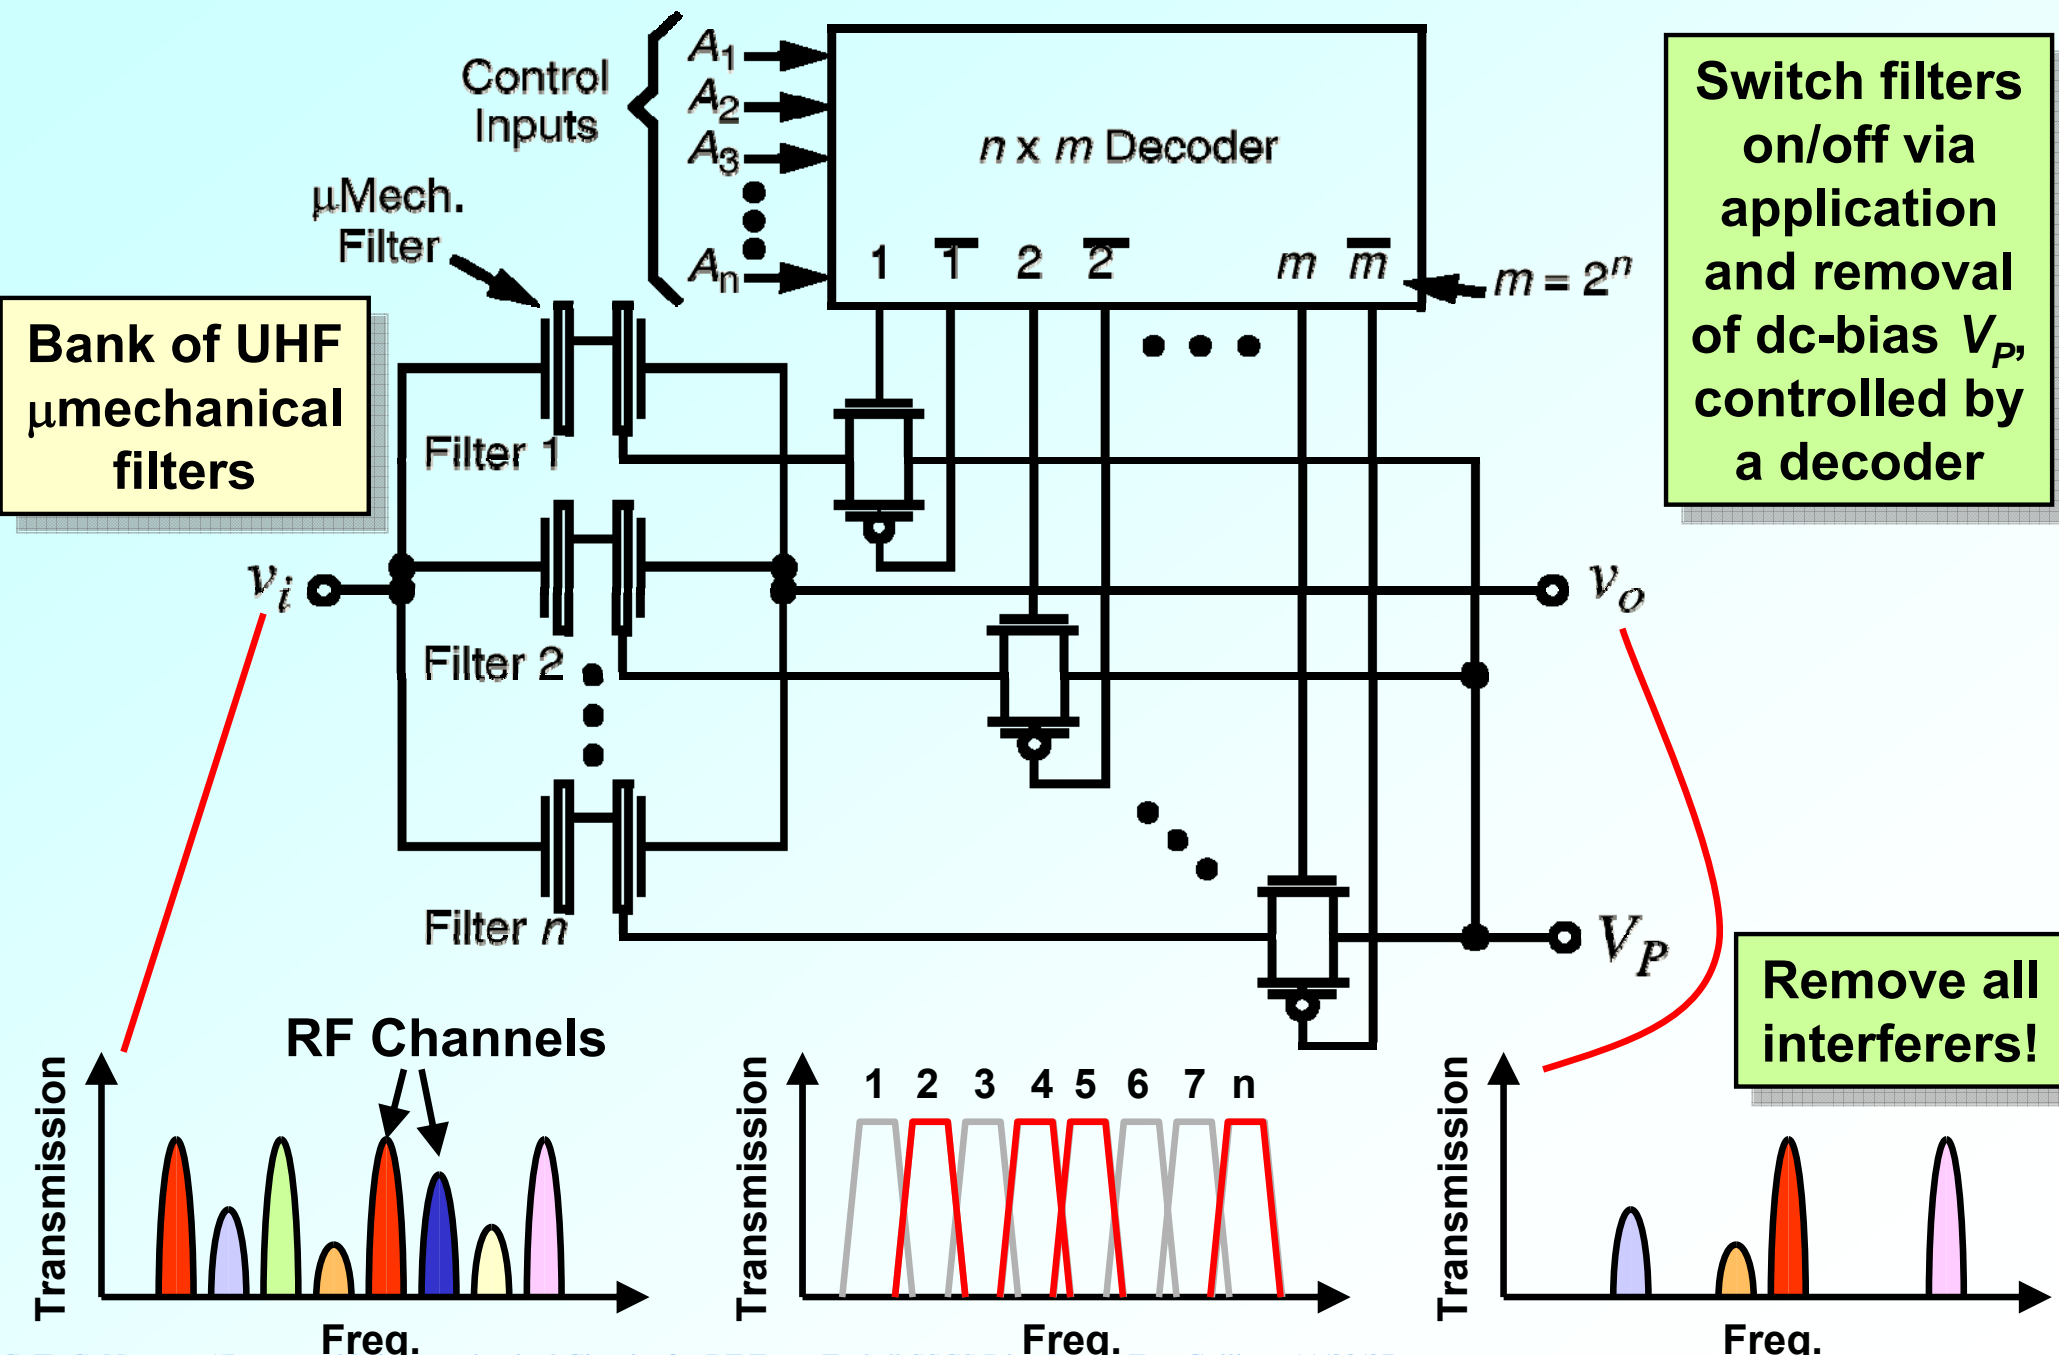 Control
Inputs
A1
A2
A3
An
n x m Decoder
1 1̅ 2 2̅ m m̅
m = 2ⁿ
µMech.
Filter
Switch filters
on/off via
application
and removal
of dc-bias VP,
controlled by
a decoder
Bank of UHF
µmechanical
filters
Filter 1
Filter 2
Filter n
vi
vo
VP
Remove all
interferers!
RF Channels
Transmission
Freq.
1 2 3 4 5 6 7 n
Transmission
Freq.
Transmission
Freq.